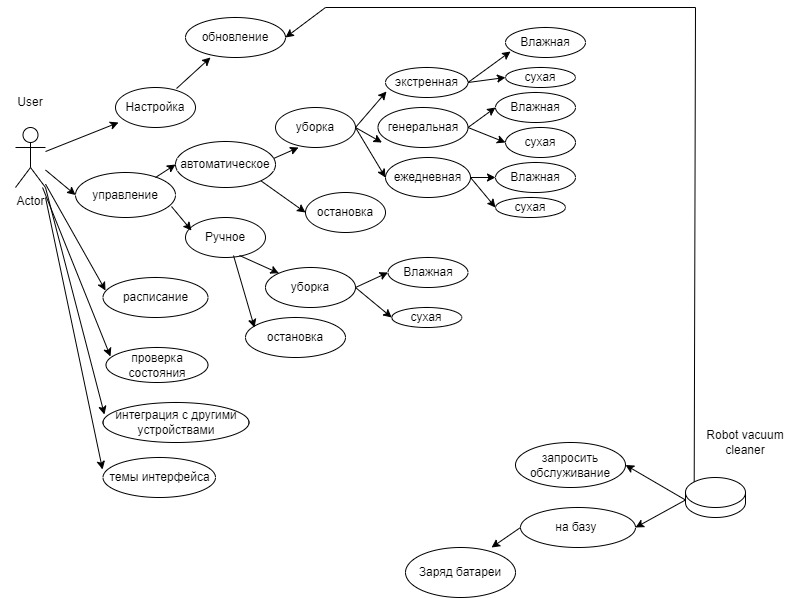 обновление
Влажная
сухая
экстренная
User
Настройка
Влажная
уборка
генеральная
сухая
автоматическое
ежедневная
Влажная
управление
Actor
остановка
сухая
Ручное
Влажная
уборка
расписание
сухая
остановка
проверка
состояния
интеграция с другими
устройствами
Robot vacuum
cleaner
запросить
обслуживание
темы интерфейса
на базу
Заряд батареи